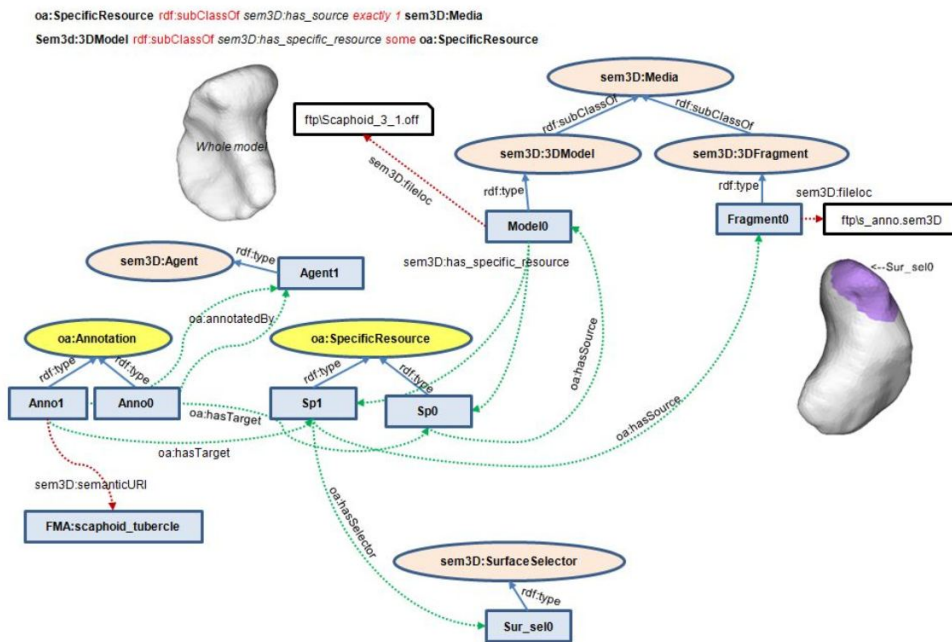 oa:SpecificResource rdf:subClassOf sem3D:has_source exactly 1 sem3D:Media
Sem3d:3DModel rdf:subClassOf sem3D:has_specific_resource some oa:SpecificResource
sem3D:Media
ftp\Scaphoid_3_1.off
rdf:subClassOf
rdf:subClassOf
Whole model
sem3D:3DModel
sem3D:3DFragment
sem3D:fileloc
rdf:type
rdf:type
sem3D:fileloc
Model0
Fragment0
ftp\s_anno.sem3D
sem3D:Agent
rdf:type
Agent1
sem3D:has_specific_resource
<--Sur_sel0
oa:annotatedBy
oa:Annotation
oa:SpecificResource
oa:hasSource
rdf:type
rdf:type
rdf:type
rdf:type
Anno1
Anno0
Sp1
Sp0
oa:hasTarget
oa:hasSource
oa:hasTarget
sem3D:semanticURI
oa:hasSelector
FMA:scaphoid_tubercle
sem3D:SurfaceSelector
rdf:type
Sur_sel0